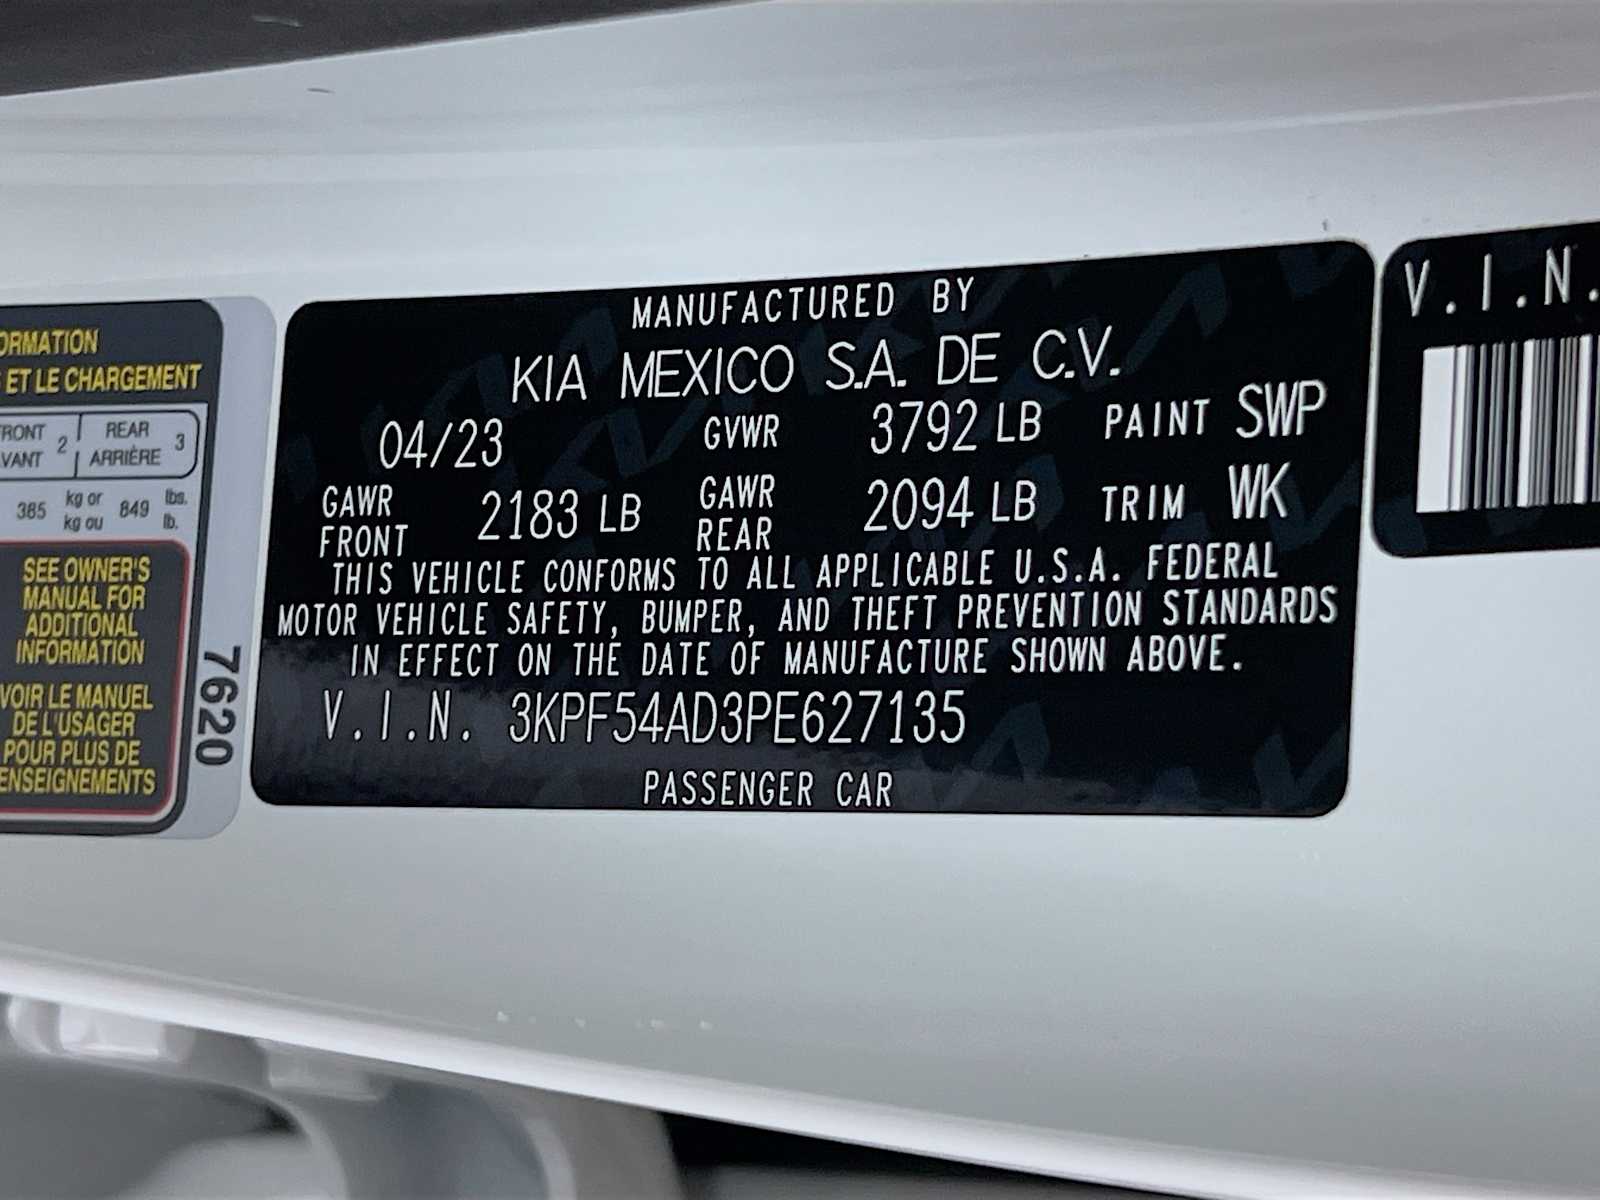 ORMATION
ET LE CHARGEMENT
FRONT 2 REAR 3
VANT ARRIÈRE
385 kg or 849 lbs.
kg ou lb.
SEE OWNER'S
MANUAL FOR
ADDITIONAL
INFORMATION
VOIR LE MANUEL
DE L'USAGER
POUR PLUS DE
ENSEIGNEMENTS
7620
MANUFACTURED BY
KIA MEXICO S.A. DE C.V.
04/23 GVWR 3792 LB PAINT SWP
GAWR FRONT 2183 LB GAWR REAR 2094 LB TRIM WK
THIS VEHICLE CONFORMS TO ALL APPLICABLE U.S.A. FEDERAL
MOTOR VEHICLE SAFETY, BUMPER, AND THEFT PREVENTION STANDARDS
IN EFFECT ON THE DATE OF MANUFACTURE SHOWN ABOVE.
V.I.N. 3KPF54AD3PE627135
PASSENGER CAR
V.I.N.